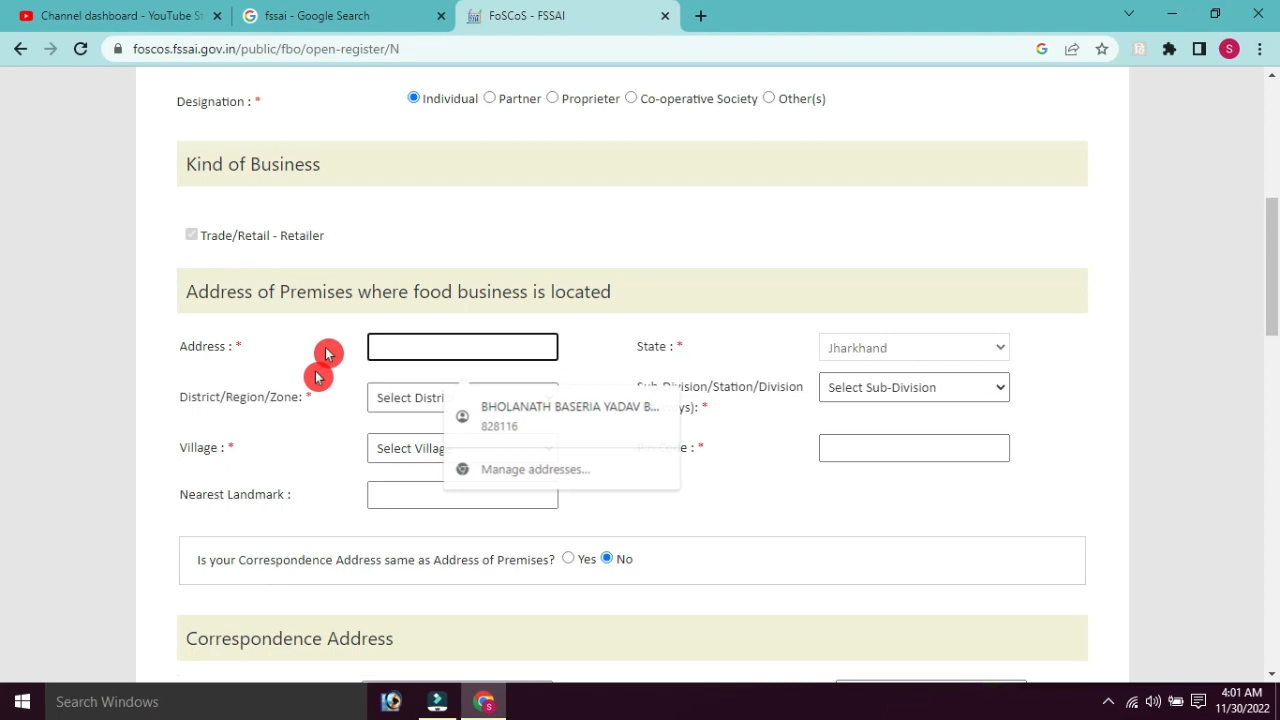 Channel dashboard - YouTube St
fssai - Google Search
FoSCoS - FSSAI
foscos.fssai.gov.in/public/fbo/open-register/N
S
Designation : *
Individual Partner Proprieter Co-operative Society Other(s)
Kind of Business
Trade/Retail - Retailer
Address of Premises where food business is located
Address : *
State : *
Jharkhand
District/Region/Zone: *
Select Distri
Sub-Division/Station/Division
ys): *
Select Sub-Division
BHOLANATH BASERIA YADAV B...
828116
Village : *
Select Village
Pin Code : *
Manage addresses...
Nearest Landmark :
Is your Correspondence Address same as Address of Premises? Yes No
Correspondence Address
Search Windows
4:01 AM
11/30/2022